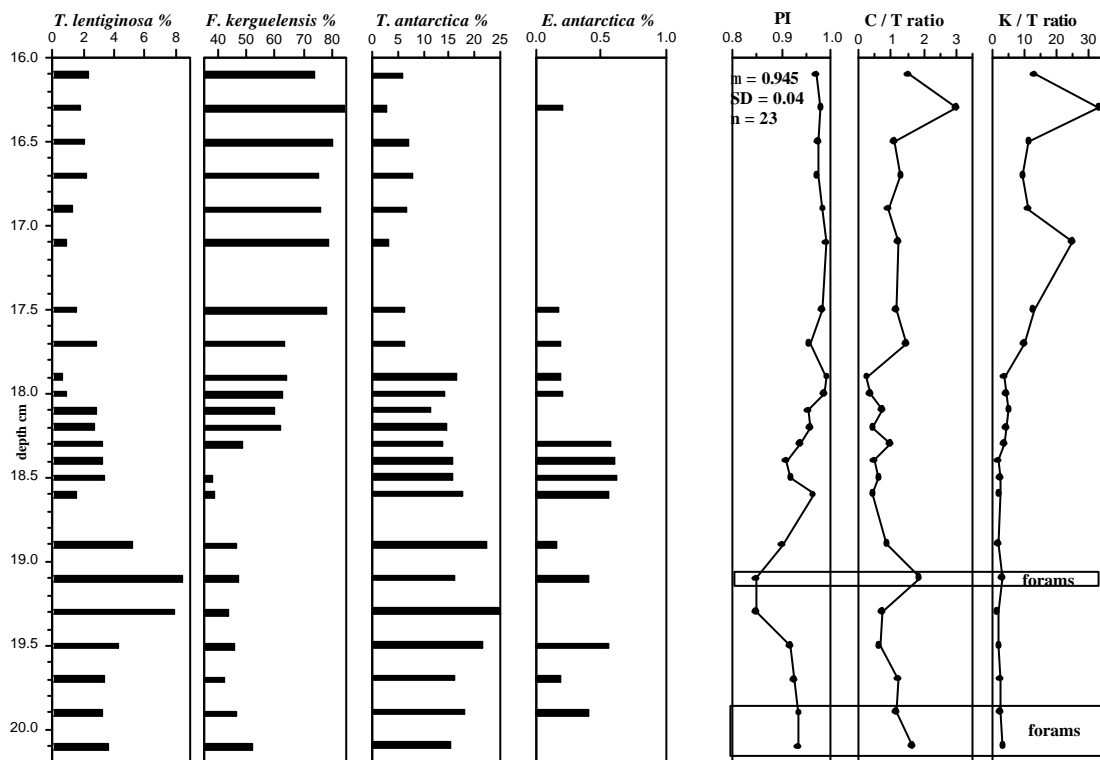 T. lentiginosa % F. kerguelensis % T. antarctica % E. antarctica % PI C / T ratio K / T ratio
0 2 4 6 8 40 50 60 70 80 0 5 10 15 20 25 0.0 0.5 1.0 0.8 0.9 1.0 0 1 2 3 0 10 20 30
16.0
m = 0.945
SD = 0.04
n = 23
16.5
17.0
17.5
18.0
depth cm
18.5
19.0
forams
19.5
20.0
forams